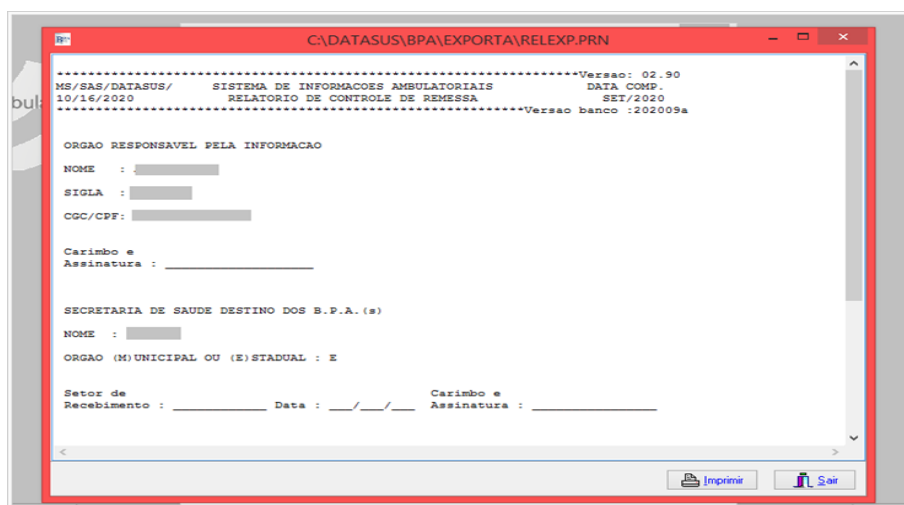 C:\DATASUS\BPA\EXPORTA\RELEXP.PRN
*******************************************************************Versao: 02.90
MS/SAS/DATASUS/ SISTEMA DE INFORMACOES AMBULATORIAIS DATA COMP.
10/16/2020 RELATORIO DE CONTROLE DE REMESSA SET/2020
************************************************************Versao banco :202009a
ORGAO RESPONSAVEL PELA INFORMACAO
NOME :
SIGLA :
CGC/CPF:
Carimbo e
Assinatura : ___________________
SECRETARIA DE SAUDE DESTINO DOS B.P.A.(s)
NOME :
ORGAO (M)UNICIPAL OU (E)STADUAL : E
Setor de Carimbo e
Recebimento : ____________ Data : ___/___/___ Assinatura : ________________
Imprimir Sair